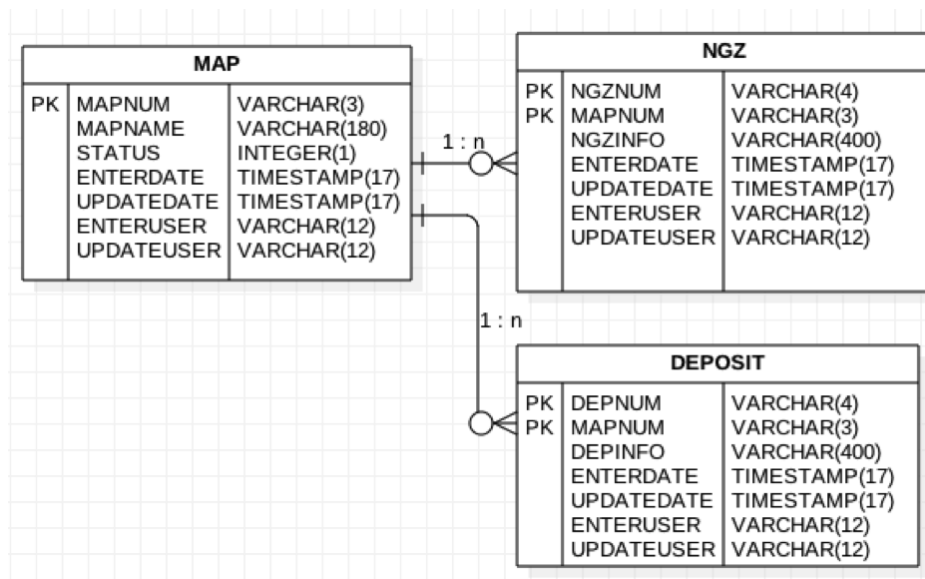 MAP
PK MAPNUM VARCHAR(3)
MAPNAME VARCHAR(180)
STATUS INTEGER(1)
ENTERDATE TIMESTAMP(17)
UPDATEDATE TIMESTAMP(17)
ENTERUSER VARCHAR(12)
UPDATEUSER VARCHAR(12)
1 : n
NGZ
PK NGZNUM VARCHAR(4)
PK MAPNUM VARCHAR(3)
NGZINFO VARCHAR(400)
ENTERDATE TIMESTAMP(17)
UPDATEDATE TIMESTAMP(17)
ENTERUSER VARCHAR(12)
UPDATEUSER VARCHAR(12)
1 : n
DEPOSIT
PK DEPNUM VARCHAR(4)
PK MAPNUM VARCHAR(3)
DEPINFO VARCHAR(400)
ENTERDATE TIMESTAMP(17)
UPDATEDATE TIMESTAMP(17)
ENTERUSER VARCHAR(12)
UPDATEUSER VARCHAR(12)